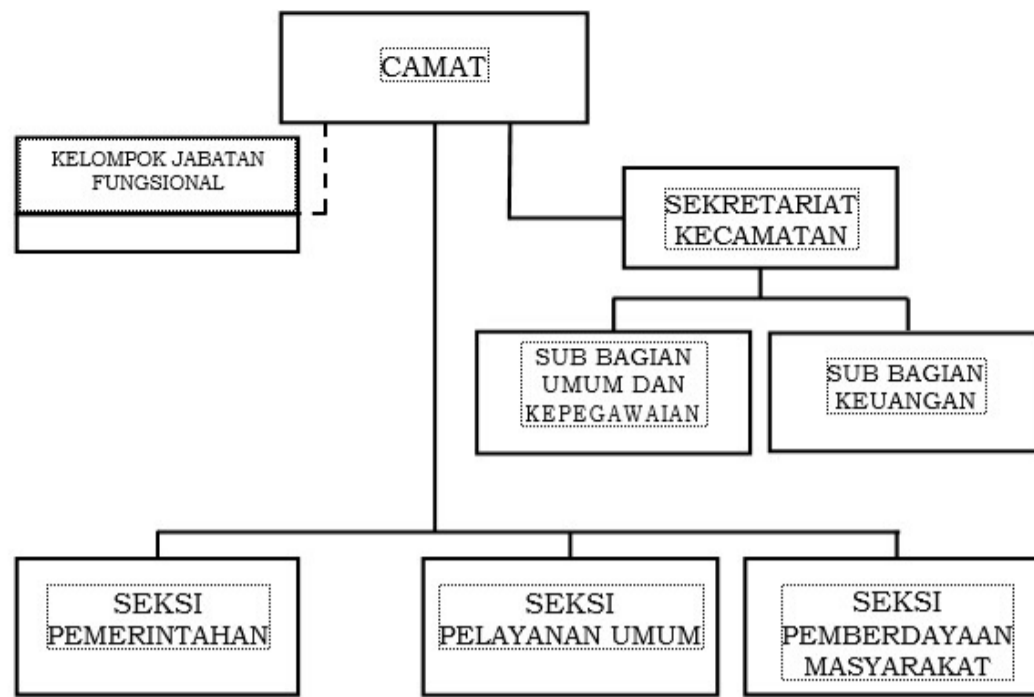 CAMAT
KELOMPOK JABATAN
FUNGSIONAL
SEKRETARIAT
KECAMATAN
SUB BAGIAN
UMUM DAN
KEPEGAWAIAN
SUB BAGIAN
KEUANGAN
SEKSI
PEMERINTAHAN
SEKSI
PELAYANAN UMUM
SEKSI
PEMBERDAYAAN
MASYARAKAT